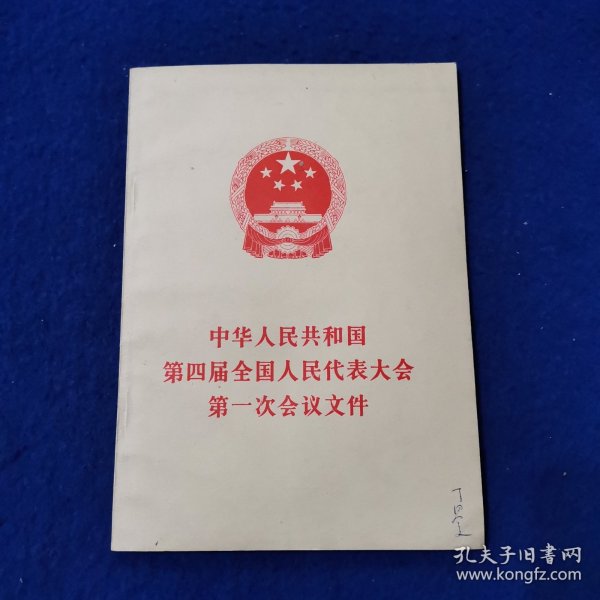 中华人民共和国
第四届全国人民代表大会
第一次会议文件
孔夫子旧书网
www.kongfz.com